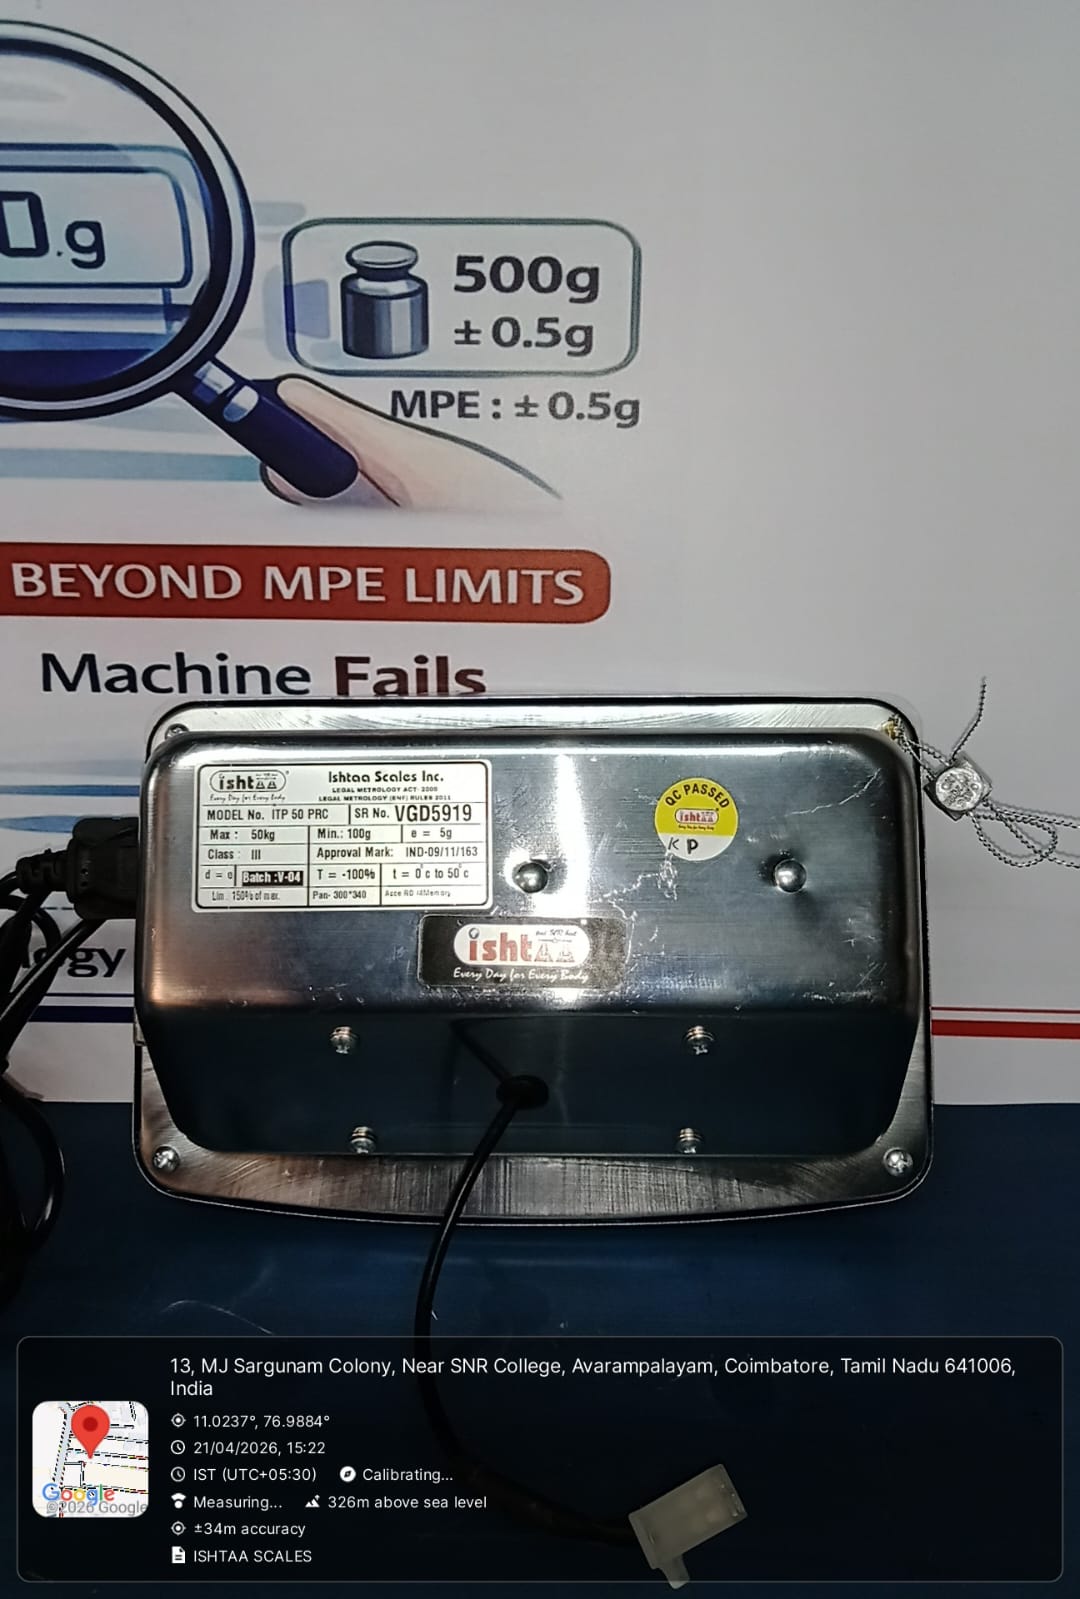 0.g
500g
± 0.5g
MPE : ± 0.5g
BEYOND MPE LIMITS
Machine Fails
ishtaa
Every Day for Every Body
Ishtaa Scales Inc.
LEGAL METROLOGY ACT 2009
LEGAL METROLOGY (ENF) RULES 2011
MODEL No. ITP 50 PRC SR No. VGD5919
Max : 50kg Min.: 100g e = 5g
Class : III Approval Mark: IND-09/11/163
d = e Batch :V-04 T = -100% t = 0°c to 50°c
Lim 150% of max. Pan- 300*340
QC PASSED
ishtaa
K P
ishtaa
Every Day for Every Body
gy
13, MJ Sargunam Colony, Near SNR College, Avarampalayam, Coimbatore, Tamil Nadu 641006,
India
11.0237°, 76.9884°
21/04/2026, 15:22
IST (UTC+05:30) Calibrating...
Measuring... 326m above sea level
±34m accuracy
ISHTAA SCALES
Google
©2026 Google